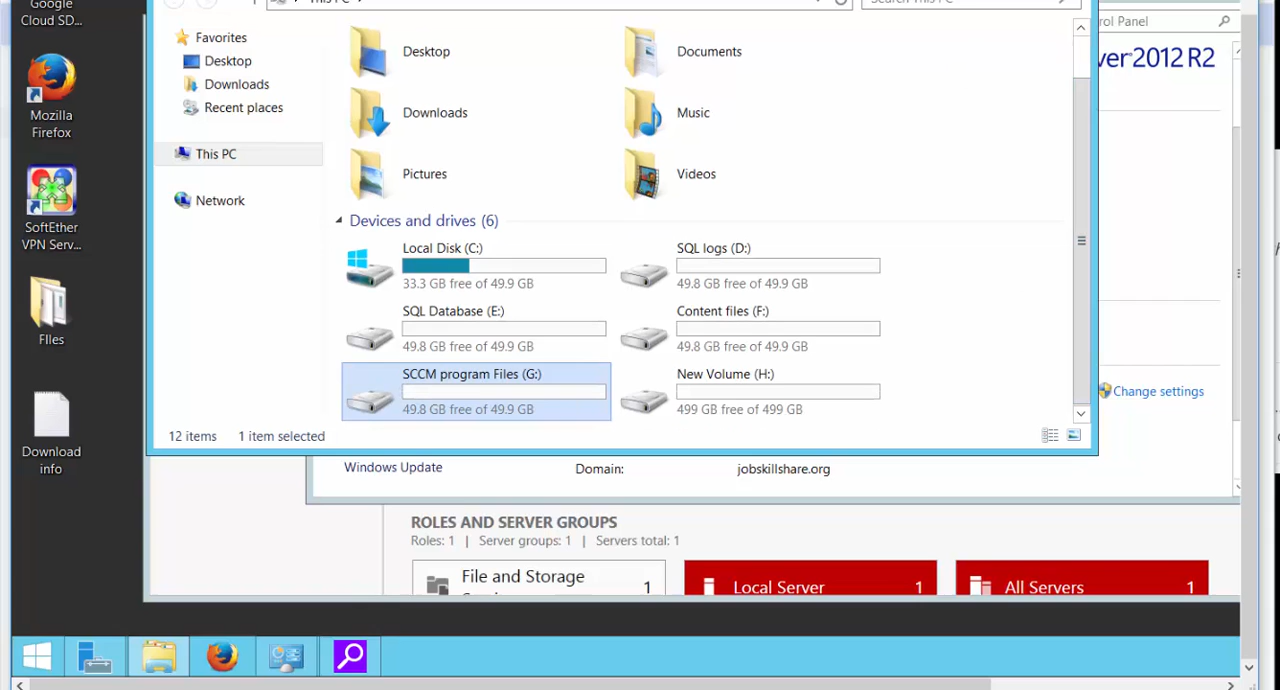 Google
Cloud SD...
Mozilla
Firefox
SoftEther
VPN Serv...
FIles
Download
info
This PC
Search This PC
Favorites
Desktop
Downloads
Recent places
This PC
Network
Desktop
Documents
Downloads
Music
Pictures
Videos
Devices and drives (6)
Local Disk (C:)
33.3 GB free of 49.9 GB
SQL logs (D:)
49.8 GB free of 49.9 GB
SQL Database (E:)
49.8 GB free of 49.9 GB
Content files (F:)
49.8 GB free of 49.9 GB
SCCM program Files (G:)
49.8 GB free of 49.9 GB
New Volume (H:)
499 GB free of 499 GB
12 items 1 item selected
rol Panel
ver 2012 R2
Change settings
Windows Update
Domain: jobskillshare.org
ROLES AND SERVER GROUPS
Roles: 1 | Server groups: 1 | Servers total: 1
File and Storage
1
Local Server 1
All Servers 1